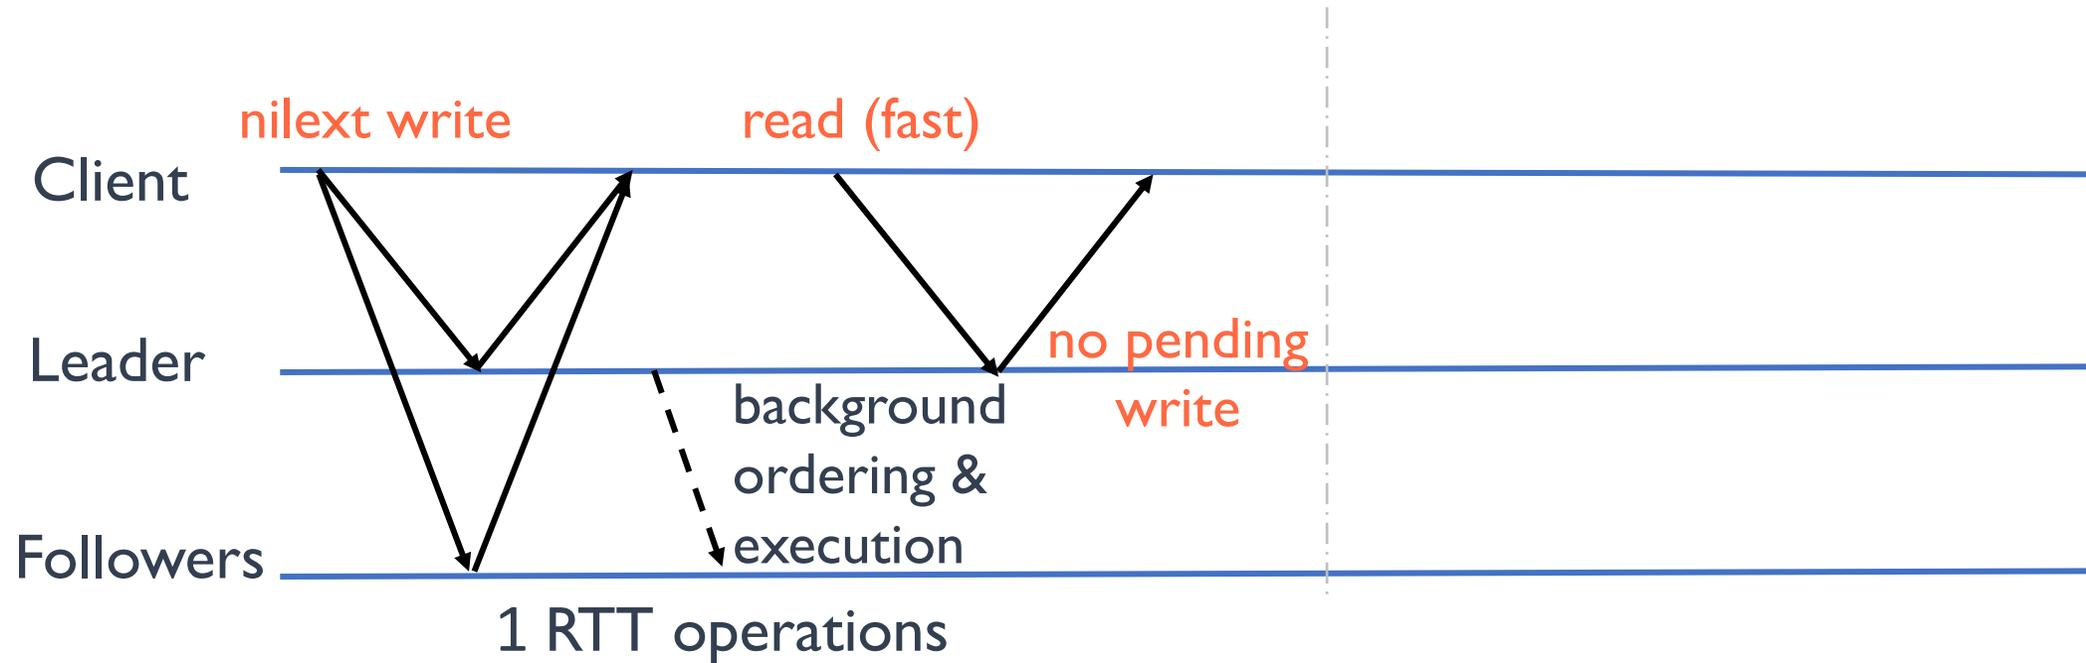 nilext write
read (fast)
Client
Leader
no pending
write
background
ordering &
execution
Followers
1 RTT operations